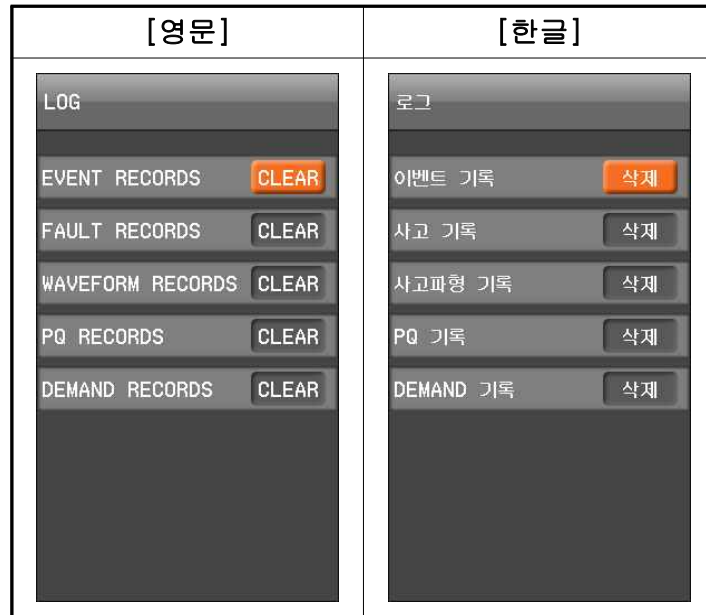 [영문]
[한글]
LOG
EVENT RECORDS CLEAR
FAULT RECORDS CLEAR
WAVEFORM RECORDS CLEAR
PQ RECORDS CLEAR
DEMAND RECORDS CLEAR
로그
이벤트 기록 삭제
사고 기록 삭제
사고파형 기록 삭제
PQ 기록 삭제
DEMAND 기록 삭제